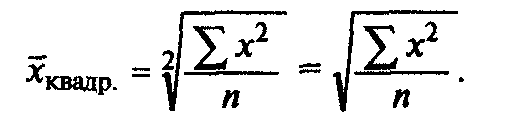 x̄квадр. = ²√(∑x²/n) = √(∑x²/n).